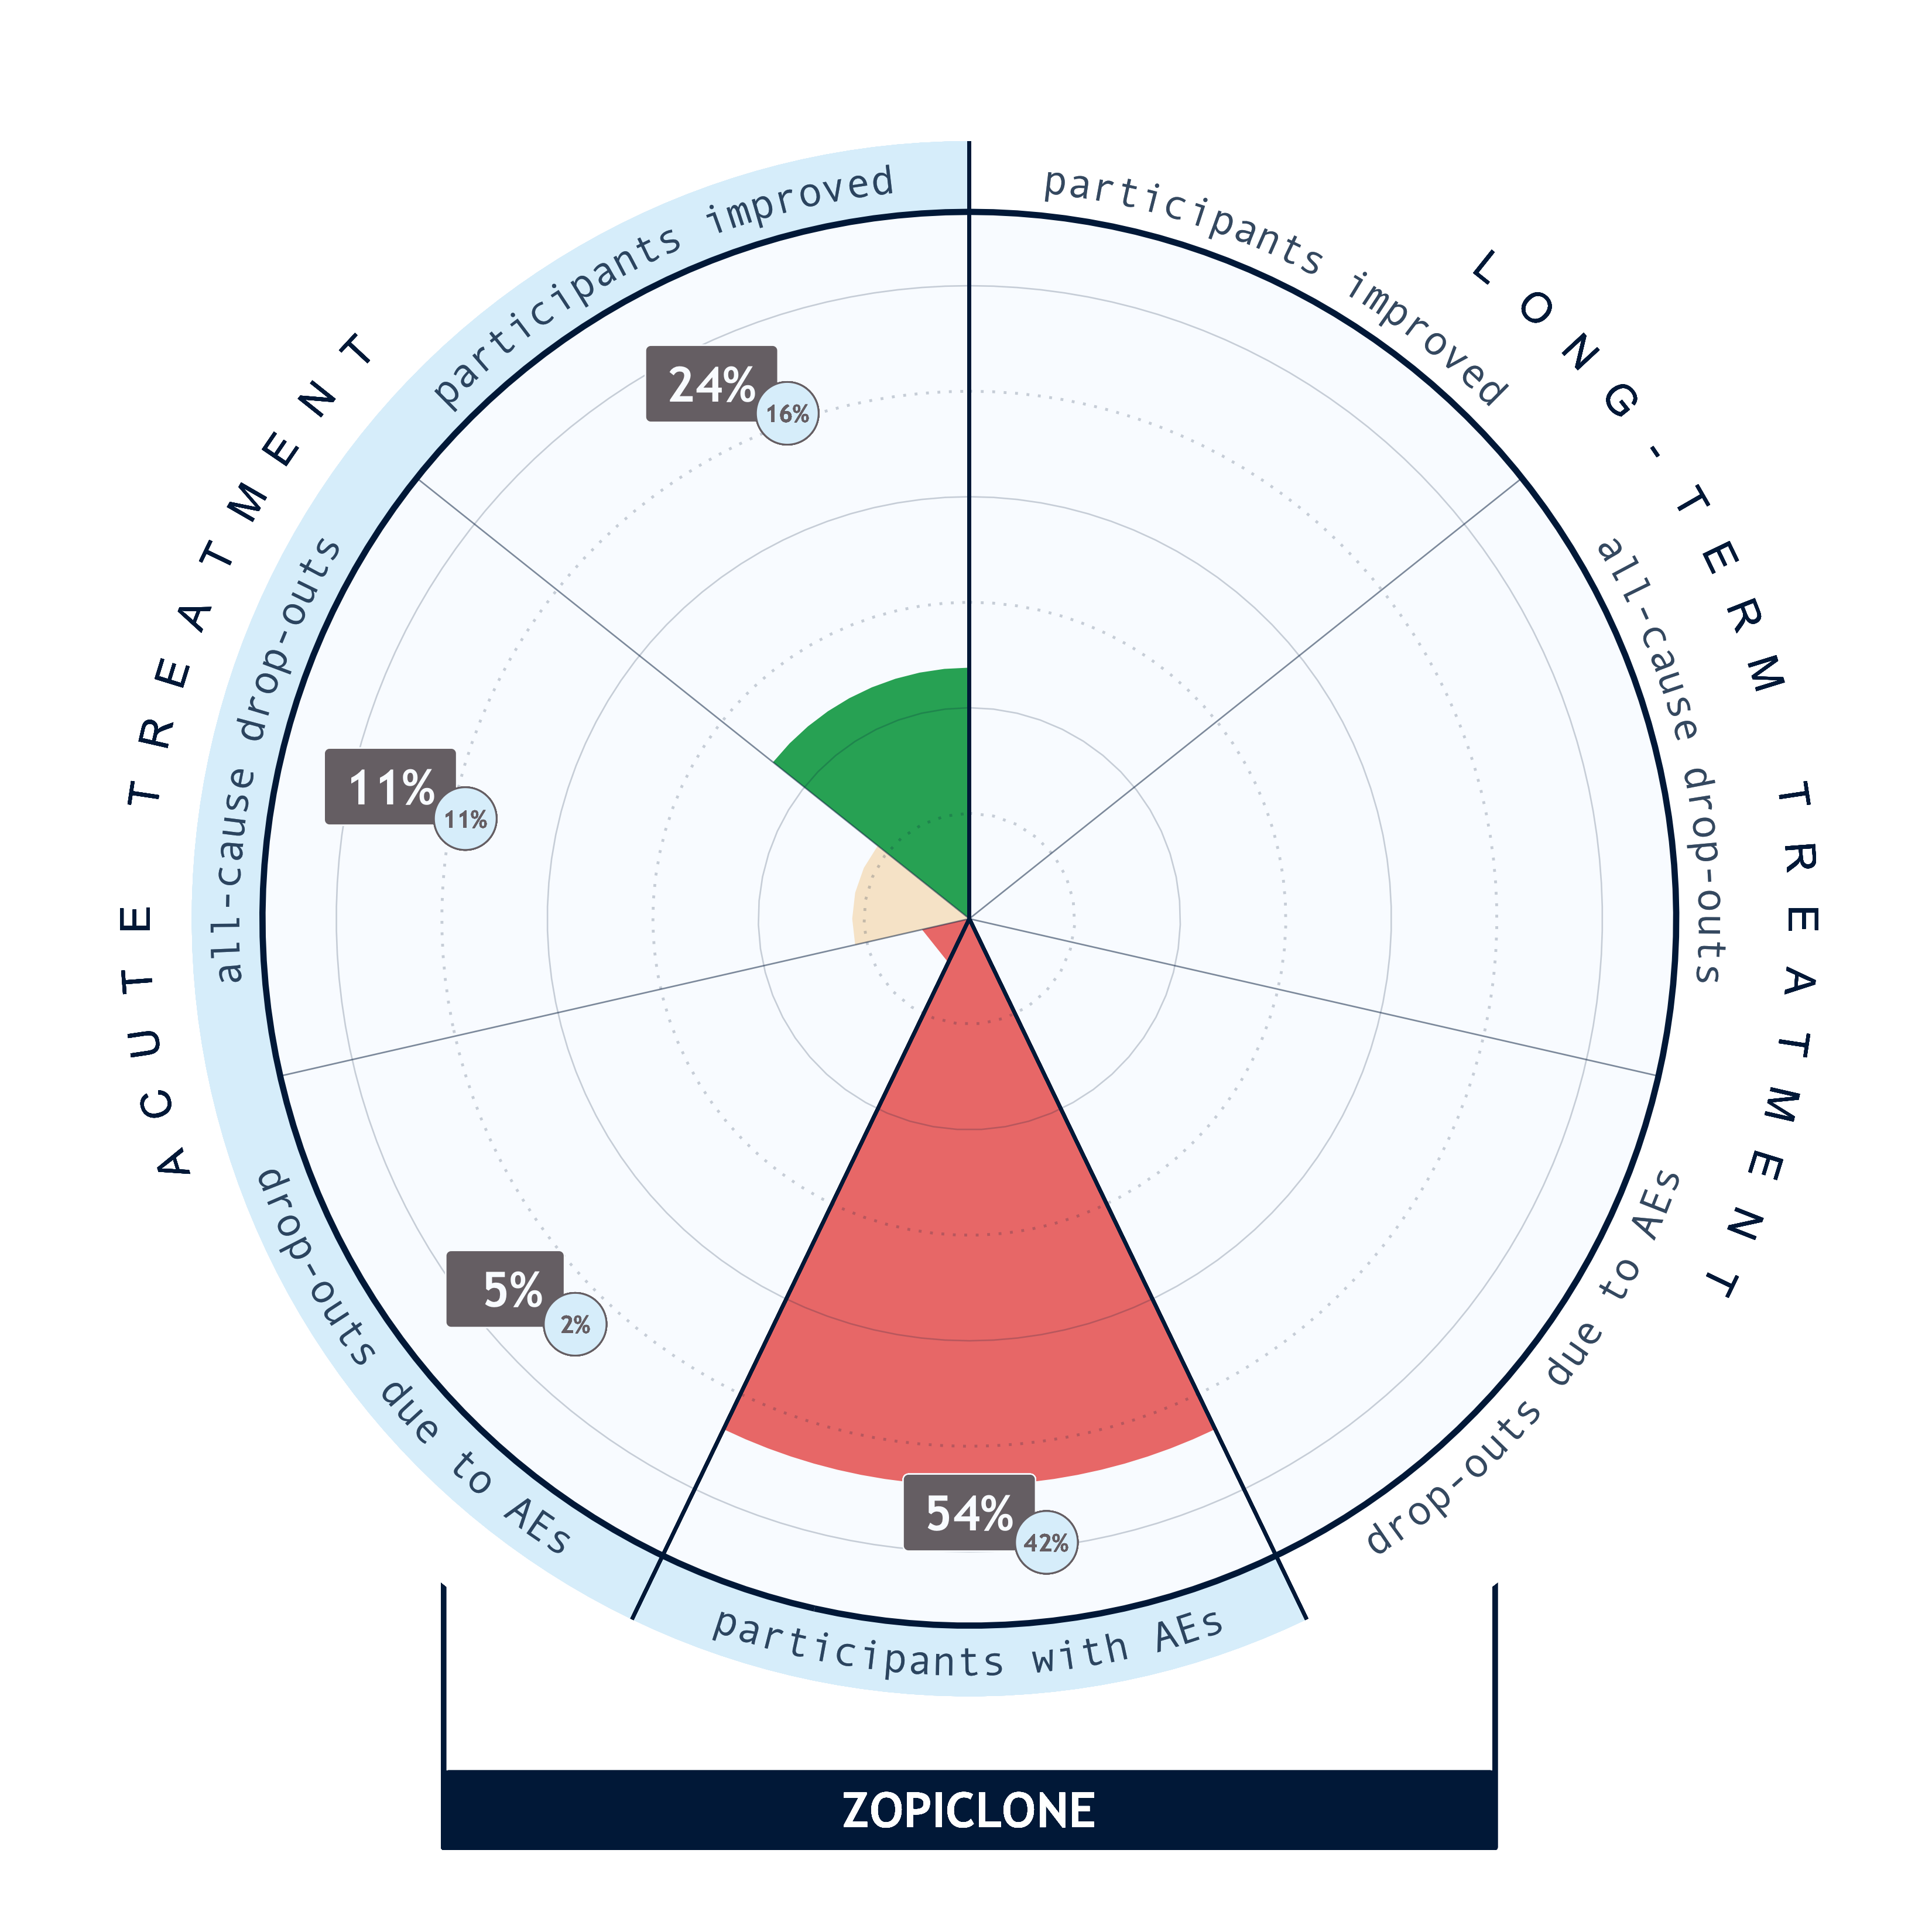 ACUTE TREATMENT
LONG-TERM TREATMENT
participants improved
participants improved
24%
16%
all-cause drop-outs
all-cause drop-outs
11%
11%
drop-outs due to AEs
drop-outs due to AEs
5%
2%
54%
42%
participants with AEs
ZOPICLONE